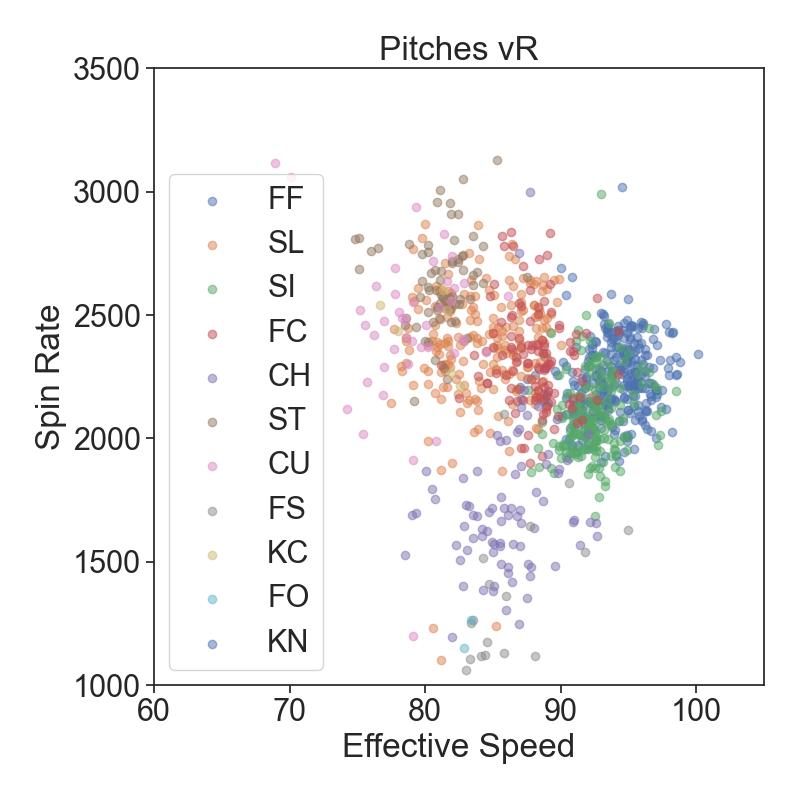 Pitches vR
3500
3000
2500
2000
1500
1000
Spin Rate
FF
SL
SI
FC
CH
ST
CU
FS
KC
FO
KN
60 70 80 90 100
Effective Speed